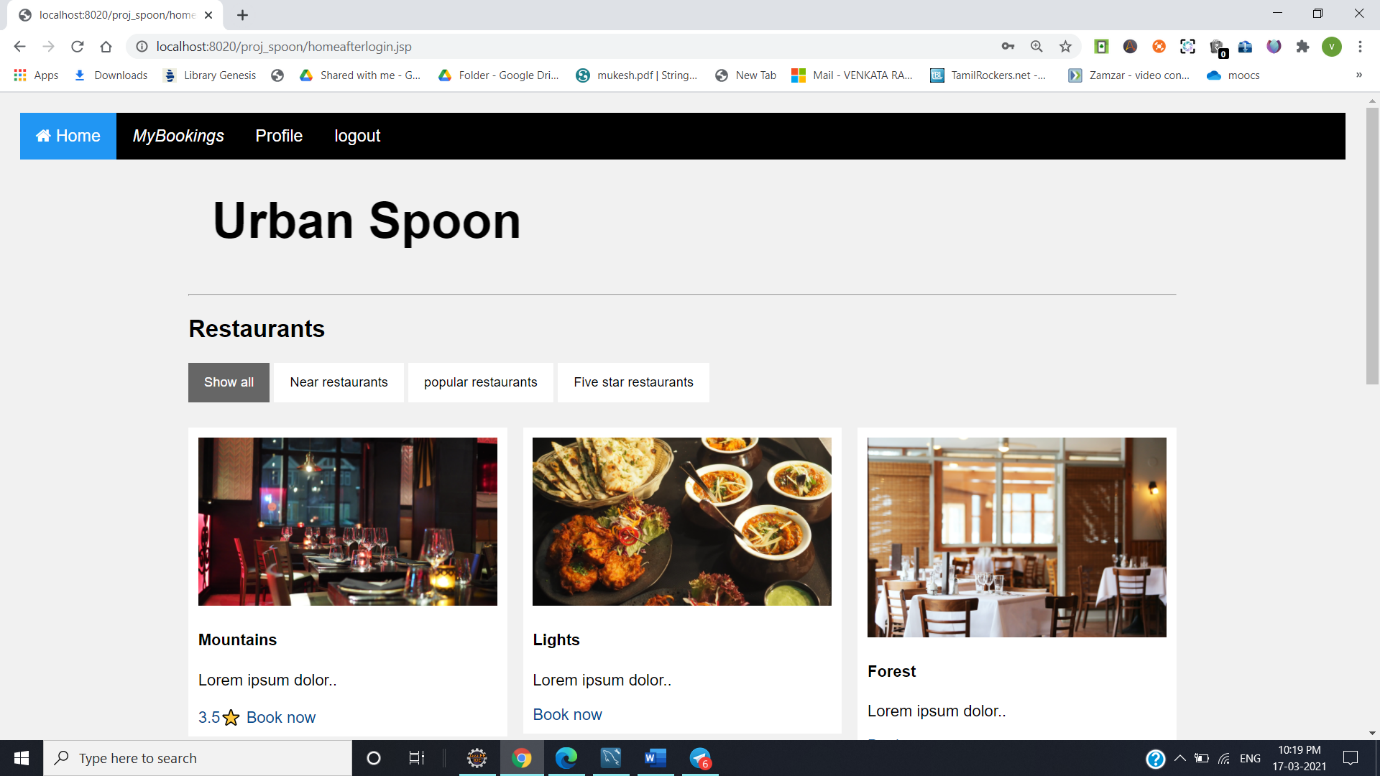 localhost:8020/proj_spoon/home
localhost:8020/proj_spoon/homeafterlogin.jsp
V
0
Apps Downloads Library Genesis Shared with me - G... Folder - Google Dri... mukesh.pdf | String... New Tab Mail - VENKATA RA... TamilRockers.net -... Zamzar - video con... moocs »
Home MyBookings Profile logout
Urban Spoon
Restaurants
Show all Near restaurants popular restaurants Five star restaurants
Mountains
Lorem ipsum dolor..
3.5⭐ Book now
Lights
Lorem ipsum dolor..
Book now
Forest
Lorem ipsum dolor..
Type here to search
6
ENG
10:19 PM
17-03-2021